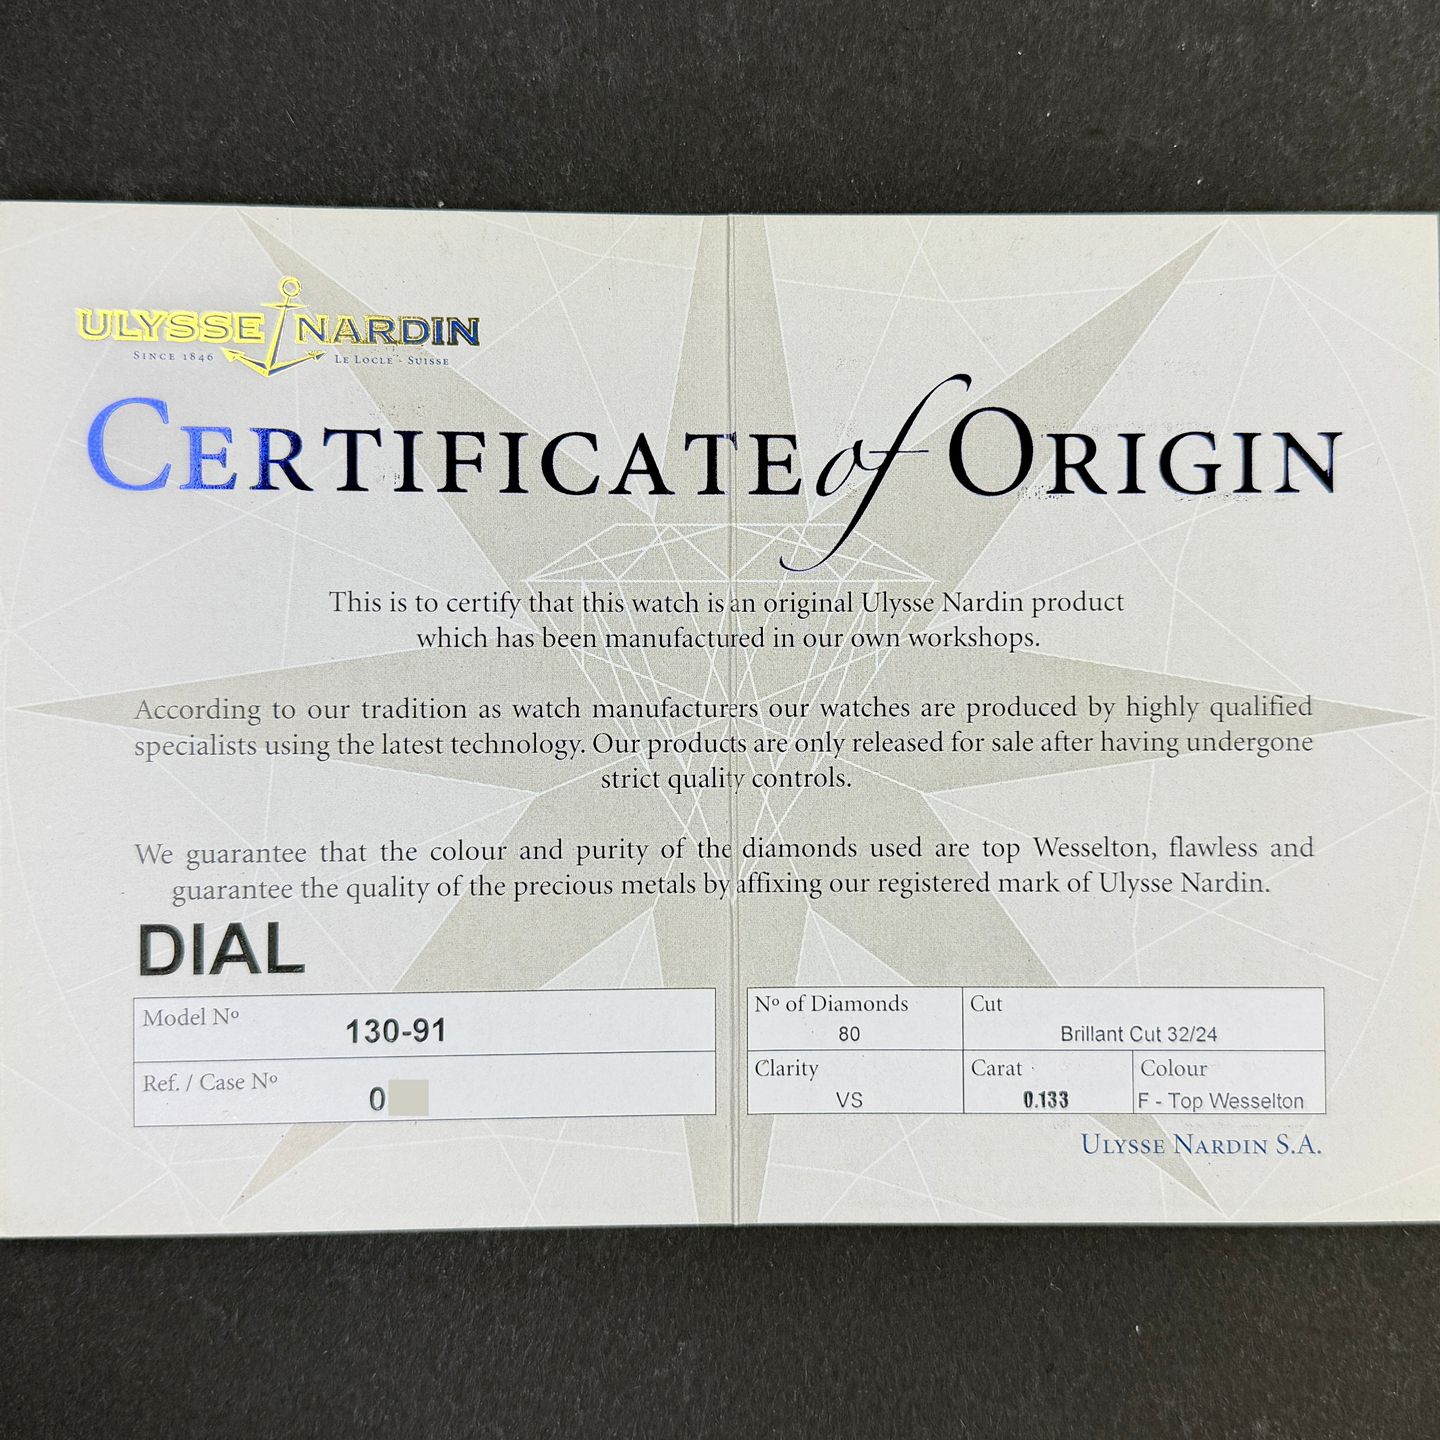 ULYSSE NARDIN
SINCE 1846 LE LOCLE - SUISSE
CERTIFICATE of ORIGIN
This is to certify that this watch is an original Ulysse Nardin product
which has been manufactured in our own workshops.
According to our tradition as watch manufacturers our watches are produced by highly qualified
specialists using the latest technology. Our products are only released for sale after having undergone
strict quality controls.
We guarantee that the colour and purity of the diamonds used are top Wesselton, flawless and
guarantee the quality of the precious metals by affixing our registered mark of Ulysse Nardin.
DIAL
Model Nº 130-91
Ref. / Case Nº 0
Nº of Diamonds 80
Cut Brillant Cut 32/24
Clarity VS
Carat 0.133
Colour F - Top Wesselton
ULYSSE NARDIN S.A.